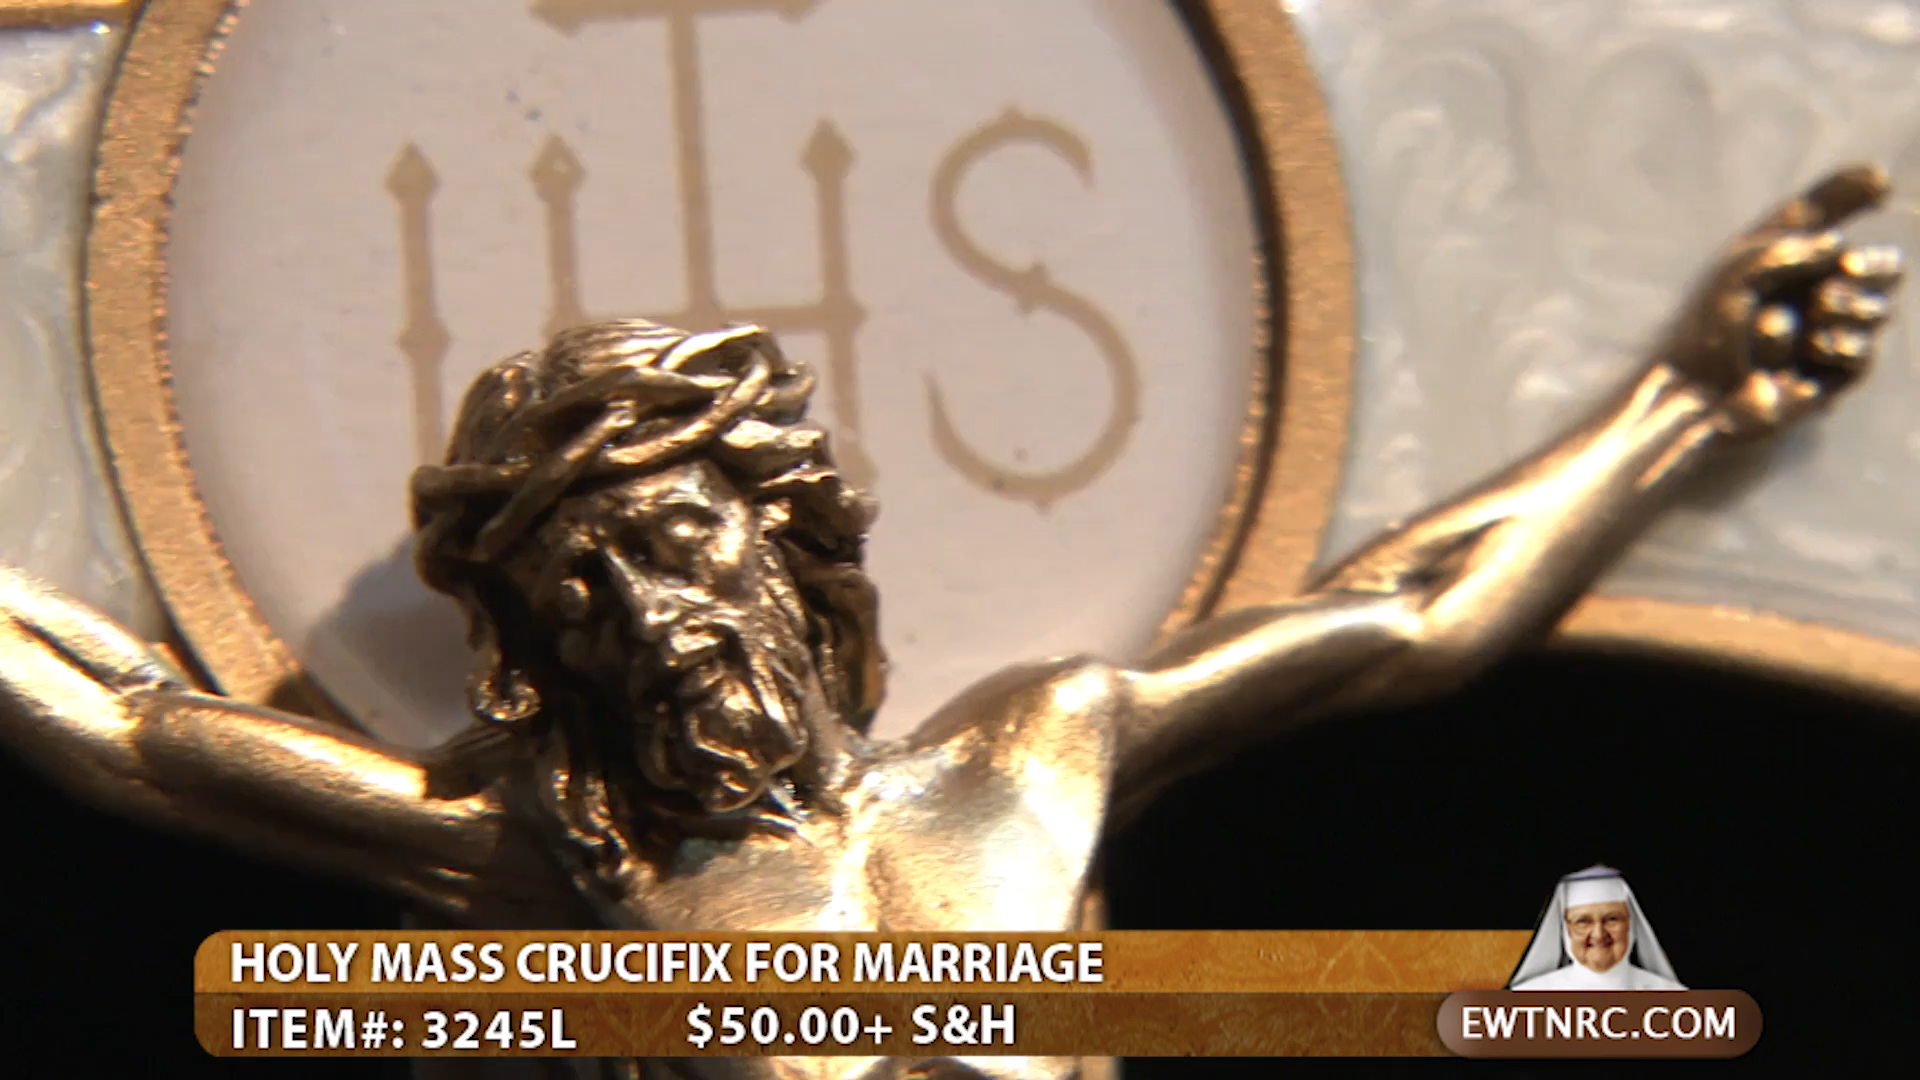 IHS
HOLY MASS CRUCIFIX FOR MARRIAGE
ITEM#: 3245L $50.00+ S&H
EWTNRC.COM